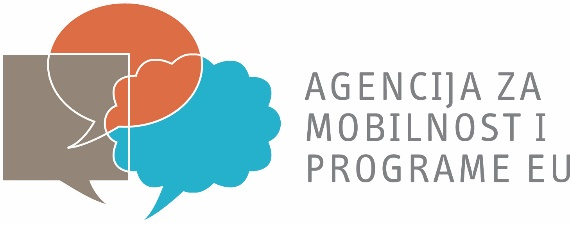 AGENCIJA ZA
MOBILNOST I
PROGRAME EU